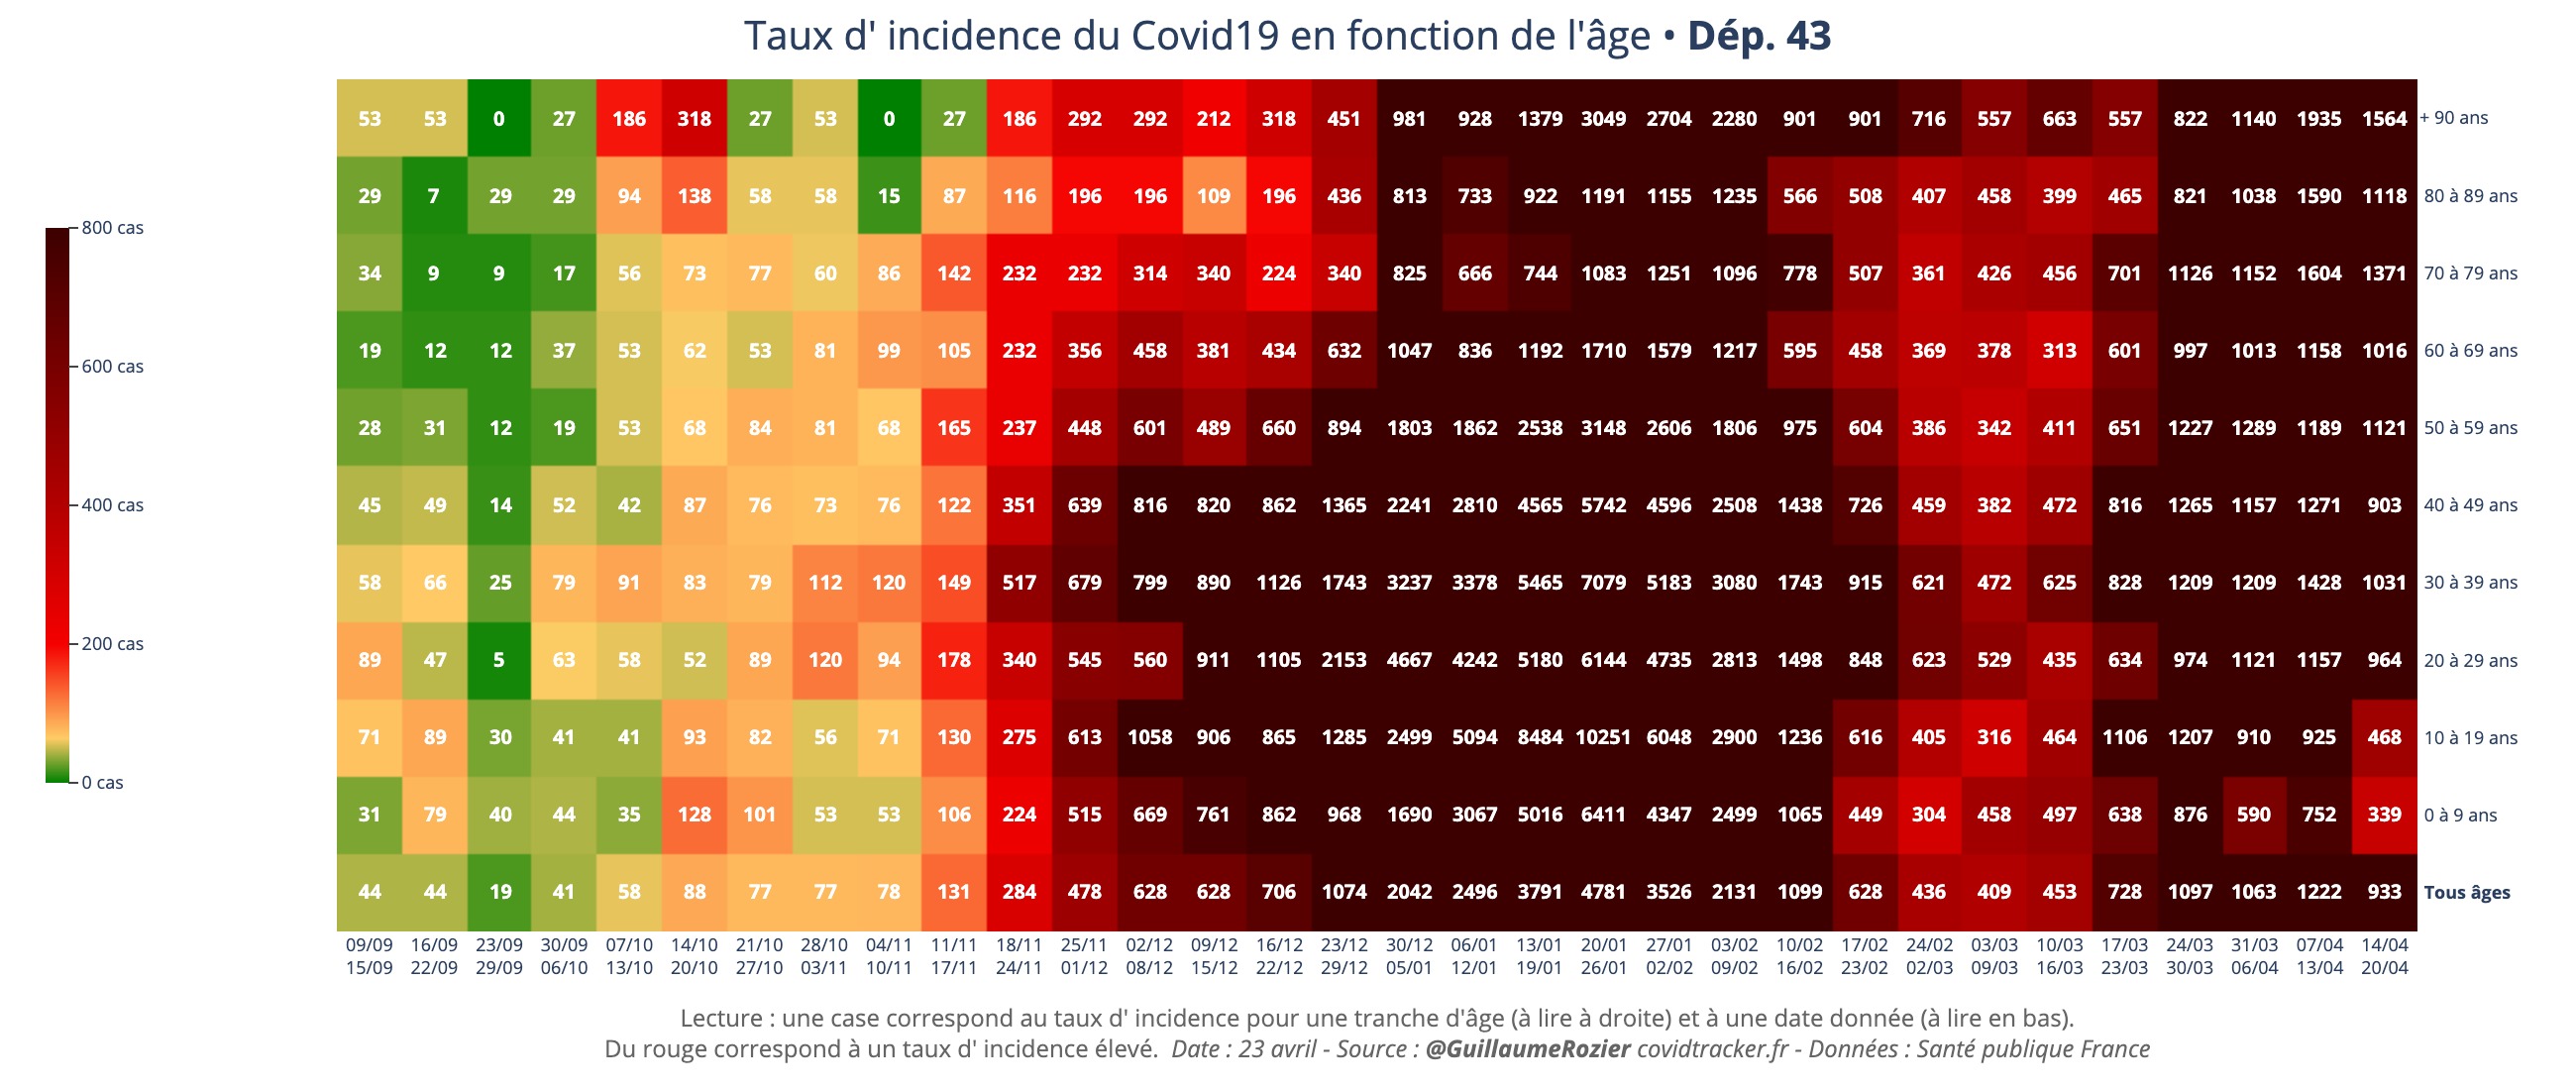 Taux d' incidence du Covid19 en fonction de l'âge • Dép. 43
53 53 0 27 186 318 27 53 0 27 186 292 292 212 318 451 981 928 1379 3049 2704 2280 901 901 716 557 663 557 822 1140 1935 1564 + 90 ans
29 7 29 29 94 138 58 58 15 87 116 196 196 109 196 436 813 733 922 1191 1155 1235 566 508 407 458 399 465 821 1038 1590 1118 80 à 89 ans
800 cas
34 9 9 17 56 73 77 60 86 142 232 232 314 340 224 340 825 666 744 1083 1251 1096 778 507 361 426 456 701 1126 1152 1604 1371 70 à 79 ans
19 12 12 37 53 62 53 81 99 105 232 356 458 381 434 632 1047 836 1192 1710 1579 1217 595 458 369 378 313 601 997 1013 1158 1016 60 à 69 ans
600 cas
28 31 12 19 53 68 84 81 68 165 237 448 601 489 660 894 1803 1862 2538 3148 2606 1806 975 604 386 342 411 651 1227 1289 1189 1121 50 à 59 ans
45 49 14 52 42 87 76 73 76 122 351 639 816 820 862 1365 2241 2810 4565 5742 4596 2508 1438 726 459 382 472 816 1265 1157 1271 903 40 à 49 ans
400 cas
58 66 25 79 91 83 79 112 120 149 517 679 799 890 1126 1743 3237 3378 5465 7079 5183 3080 1743 915 621 472 625 828 1209 1209 1428 1031 30 à 39 ans
200 cas
89 47 5 63 58 52 89 120 94 178 340 545 560 911 1105 2153 4667 4242 5180 6144 4735 2813 1498 848 623 529 435 634 974 1121 1157 964 20 à 29 ans
71 89 30 41 41 93 82 56 71 130 275 613 1058 906 865 1285 2499 5094 8484 10251 6048 2900 1236 616 405 316 464 1106 1207 910 925 468 10 à 19 ans
0 cas
31 79 40 44 35 128 101 53 53 106 224 515 669 761 862 968 1690 3067 5016 6411 4347 2499 1065 449 304 458 497 638 876 590 752 339 0 à 9 ans
44 44 19 41 58 88 77 77 78 131 284 478 628 628 706 1074 2042 2496 3791 4781 3526 2131 1099 628 436 409 453 728 1097 1063 1222 933 Tous âges
09/09 16/09 23/09 30/09 07/10 14/10 21/10 28/10 04/11 11/11 18/11 25/11 02/12 09/12 16/12 23/12 30/12 06/01 13/01 20/01 27/01 03/02 10/02 17/02 24/02 03/03 10/03 17/03 24/03 31/03 07/04 14/04
15/09 22/09 29/09 06/10 13/10 20/10 27/10 03/11 10/11 17/11 24/11 01/12 08/12 15/12 22/12 29/12 05/01 12/01 19/01 26/01 02/02 09/02 16/02 23/02 02/03 09/03 16/03 23/03 30/03 06/04 13/04 20/04
Lecture : une case correspond au taux d' incidence pour une tranche d'âge (à lire à droite) et à une date donnée (à lire en bas).
Du rouge correspond à un taux d' incidence élevé. Date : 23 avril - Source : @GuillaumeRozier covidtracker.fr - Données : Santé publique France